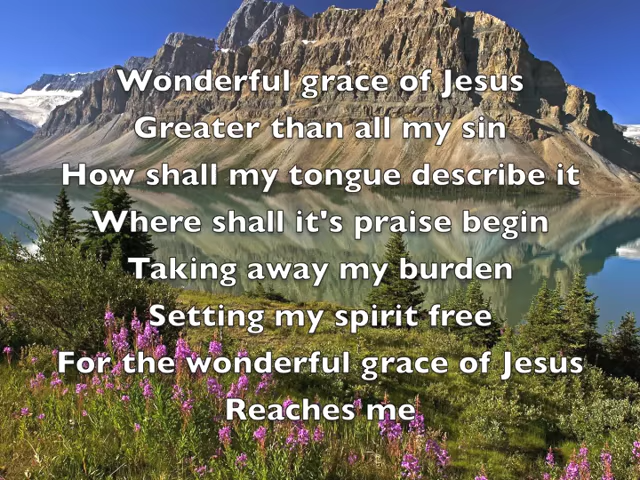 Wonderful grace of Jesus
Greater than all my sin
How shall my tongue describe it
Where shall it's praise begin
Taking away my burden
Setting my spirit free
For the wonderful grace of Jesus
Reaches me